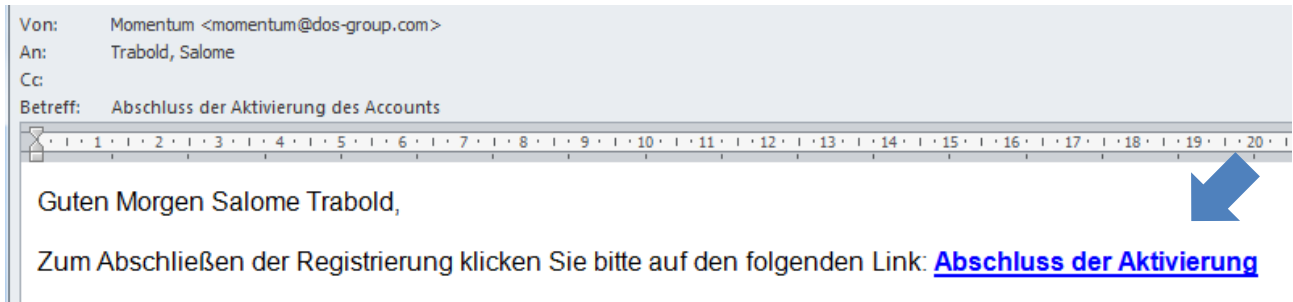 Von: Momentum <momentum@dos-group.com>
An: Trabold, Salome
Cc:
Betreff: Abschluss der Aktivierung des Accounts
1 2 3 4 5 6 7 8 9 10 11 12 13 14 15 16 17 18 19 20
Guten Morgen Salome Trabold,
Zum Abschließen der Registrierung klicken Sie bitte auf den folgenden Link: Abschluss der Aktivierung